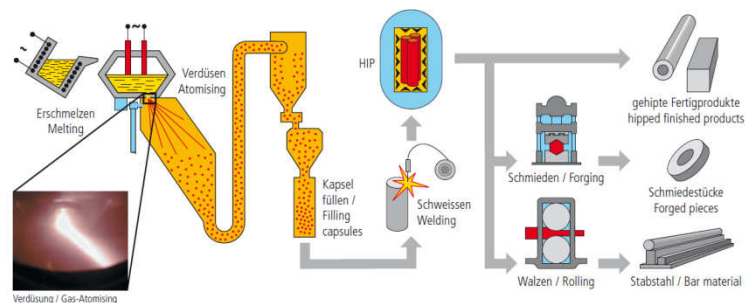 Erschmelzen
Melting
~
~
Verdüsen
Atomising
Verdüsung / Gas-Atomising
Kapsel
füllen /
Filling
capsules
Schweissen
Welding
HIP
gehipte Fertigprodukte
hipped finished products
Schmieden / Forging
Schmiedestücke
Forged pieces
Walzen / Rolling
Stabstahl / Bar material